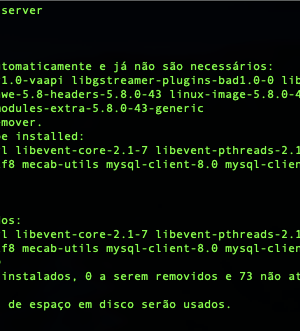 server
tomaticamente e já não são necessários:
1.0-vaapi libgstreamer-plugins-bad1.0-0 lib
we-5.8-headers-5.8.0-43 linux-image-5.8.0-4
modules-extra-5.8.0-43-generic
mover.
e installed:
l libevent-core-2.1-7 libevent-pthreads-2.1
f8 mecab-utils mysql-client-8.0 mysql-clien
os:
l libevent-core-2.1-7 libevent-pthreads-2.1
f8 mecab-utils mysql-client-8.0 mysql-clien
instalados, 0 a serem removidos e 73 não at
de espaço em disco serão usados.